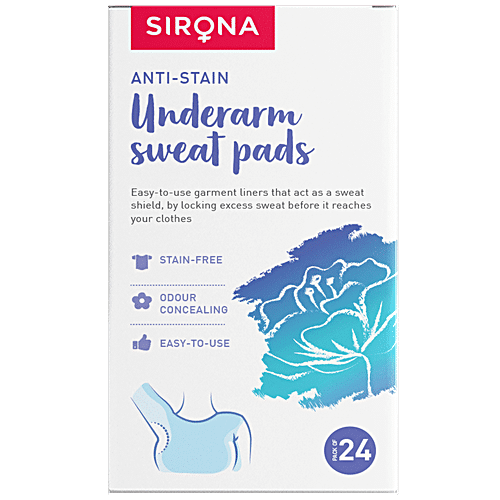 SIRONA
ANTI-STAIN
Underarm
sweat pads
Easy-to-use garment liners that act as a sweat
shield, by locking excess sweat before it reaches
your clothes
STAIN-FREE
ODOUR
CONCEALING
EASY-TO-USE
PACK OF 24